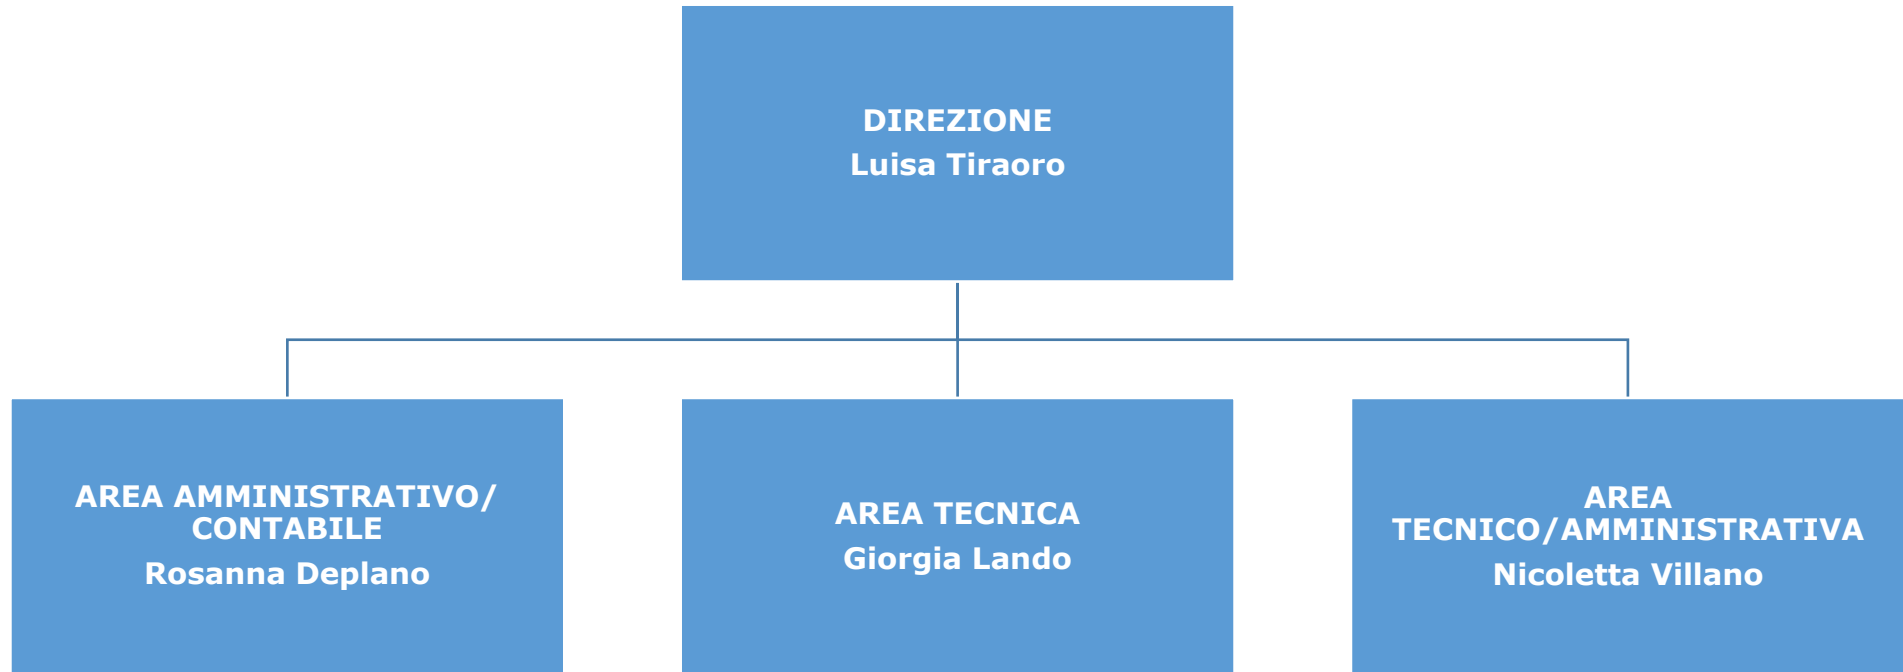 DIREZIONE
Luisa Tiraoro
AREA AMMINISTRATIVO/
CONTABILE
Rosanna Deplano
AREA TECNICA
Giorgia Lando
AREA
TECNICO/AMMINISTRATIVA
Nicoletta Villano